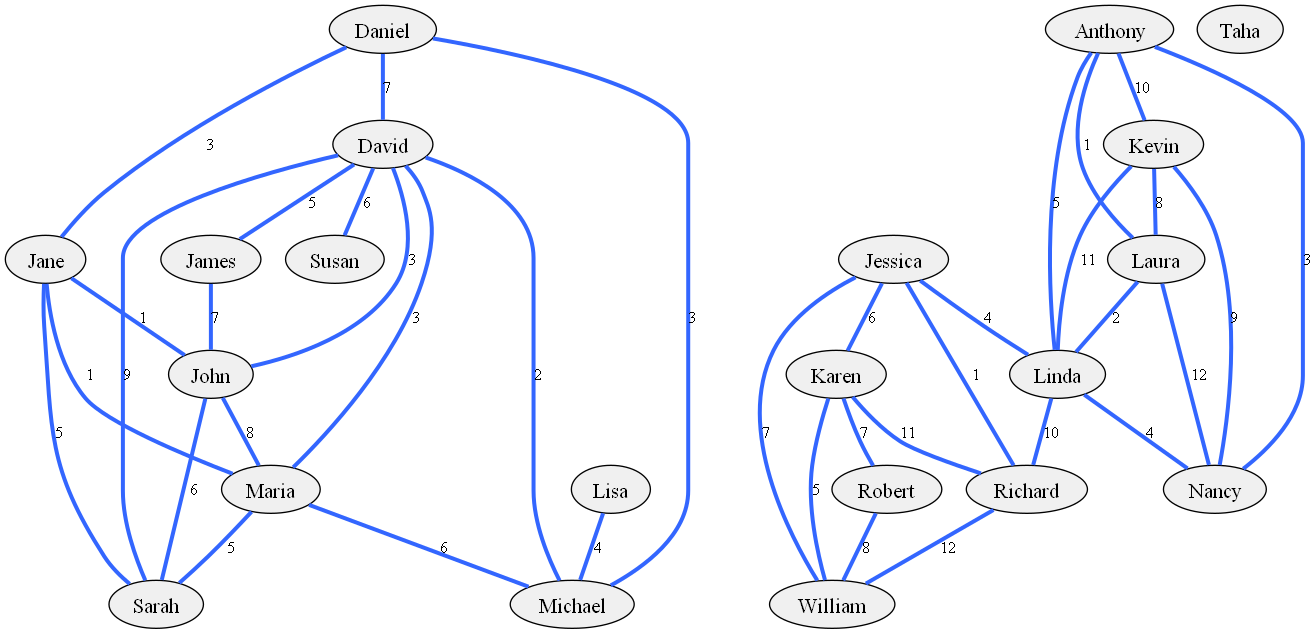 Daniel
Anthony
Taha
7
10
David
Kevin
3
1
5
6
5
8
Jane
James
Susan
3
Jessica
11
Laura
3
1
7
3
3
6
4
2
9
John
1
9
2
Karen
1
Linda
12
5
8
7
7
11
10
4
6
Maria
Lisa
5
Robert
Richard
Nancy
5
6
4
8
12
Sarah
Michael
William